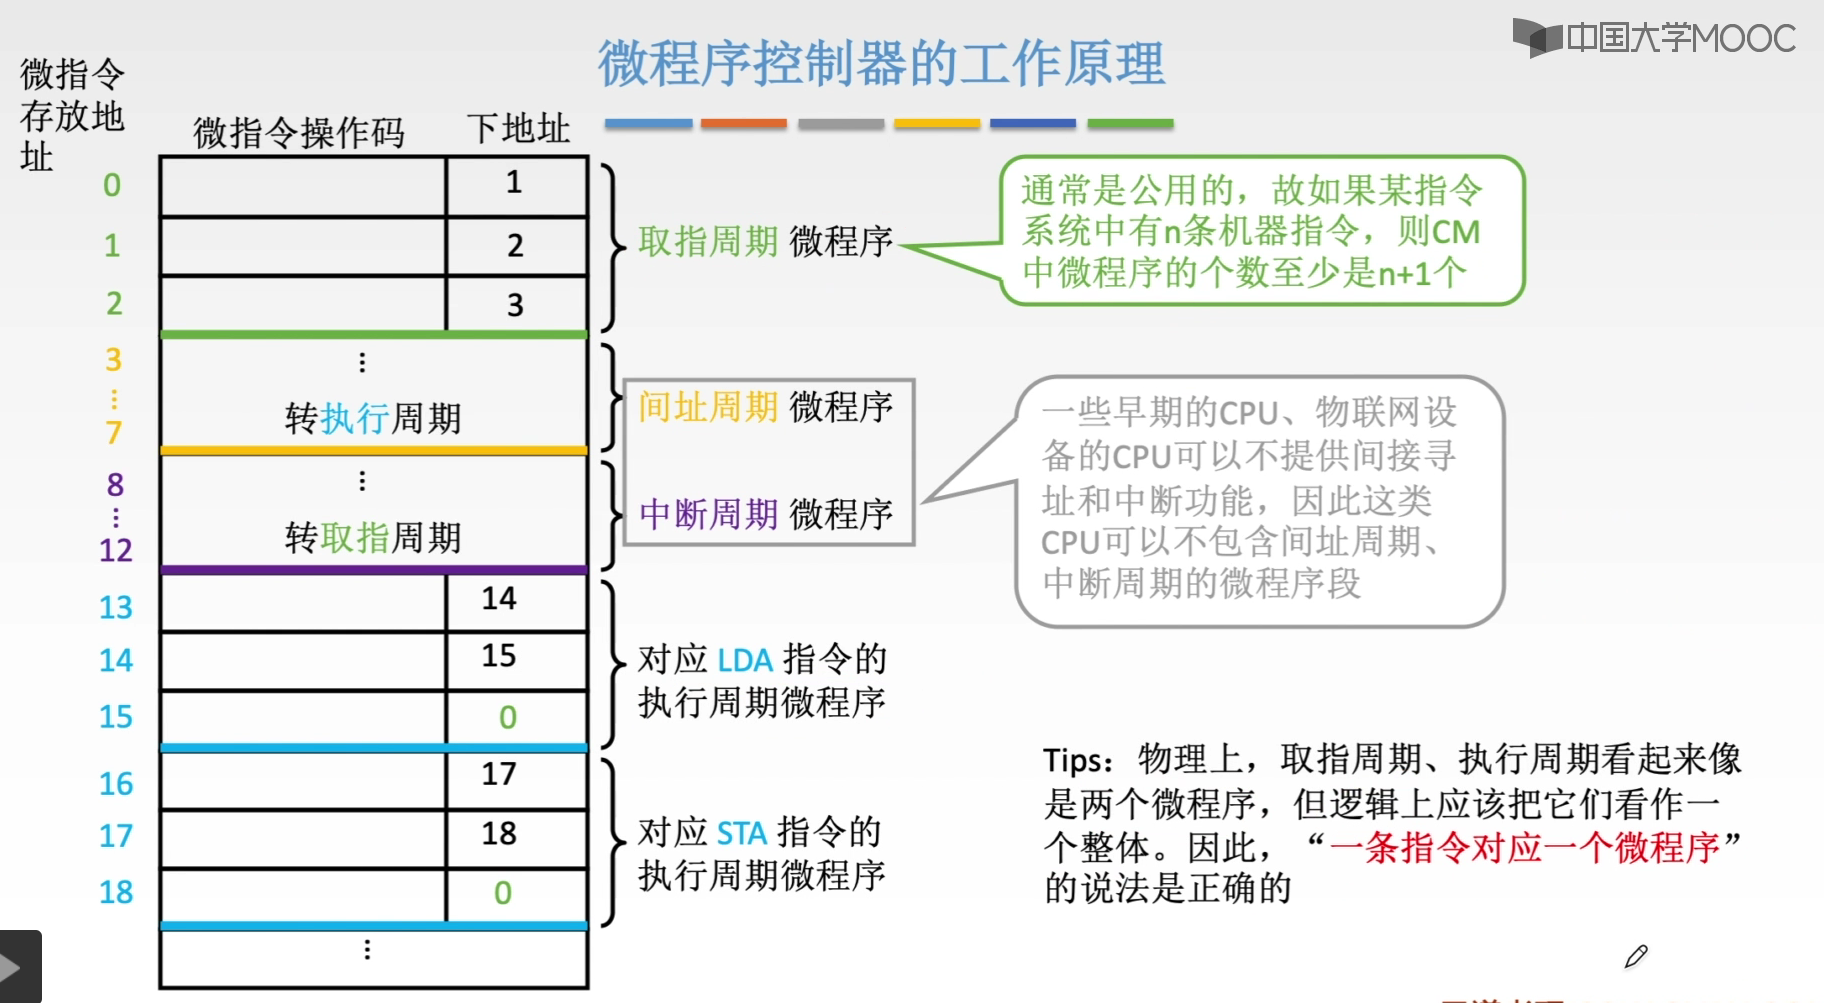 中国大学MOOC
微程序控制器的工作原理
微指令
存放地
址
微指令操作码
下地址
0
1
1
2
2
3
取指周期 微程序
通常是公用的，故如果某指令
系统中有n条机器指令，则CM
中微程序的个数至少是n+1个
3
⋮
7
⋮
转执行周期
间址周期 微程序
8
⋮
12
⋮
转取指周期
中断周期 微程序
一些早期的CPU、物联网设
备的CPU可以不提供间接寻
址和中断功能，因此这类
CPU可以不包含间址周期、
中断周期的微程序段
13
14
14
15
15
0
对应 LDA 指令的
执行周期微程序
16
17
17
18
18
0
对应 STA 指令的
执行周期微程序
⋮
Tips：物理上，取指周期、执行周期看起来像
是两个微程序，但逻辑上应该把它们看作一
个整体。因此，“一条指令对应一个微程序”
的说法是正确的